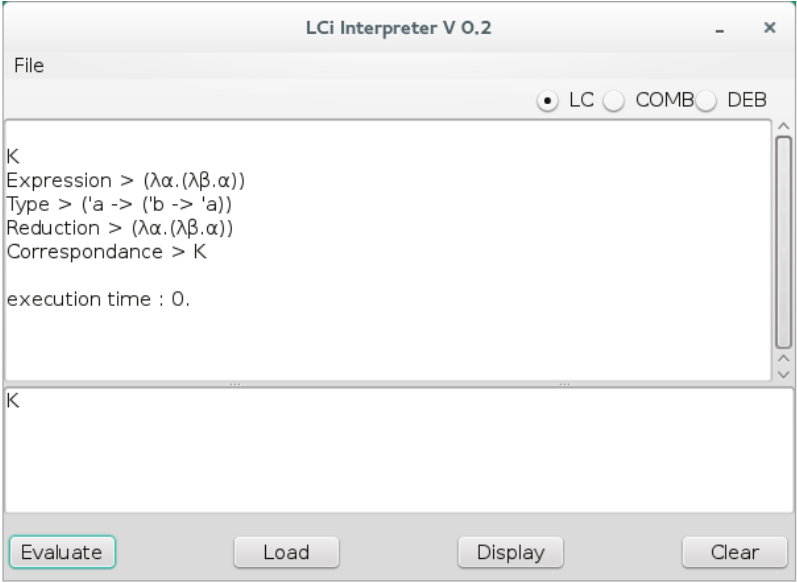 LCi Interpreter V 0.2
File
LC COMB DEB
K
Expression > (λα.(λβ.α))
Type > ('a -> ('b -> 'a))
Reduction > (λα.(λβ.α))
Correspondance > K
execution time : 0.
K
Evaluate Load Display Clear